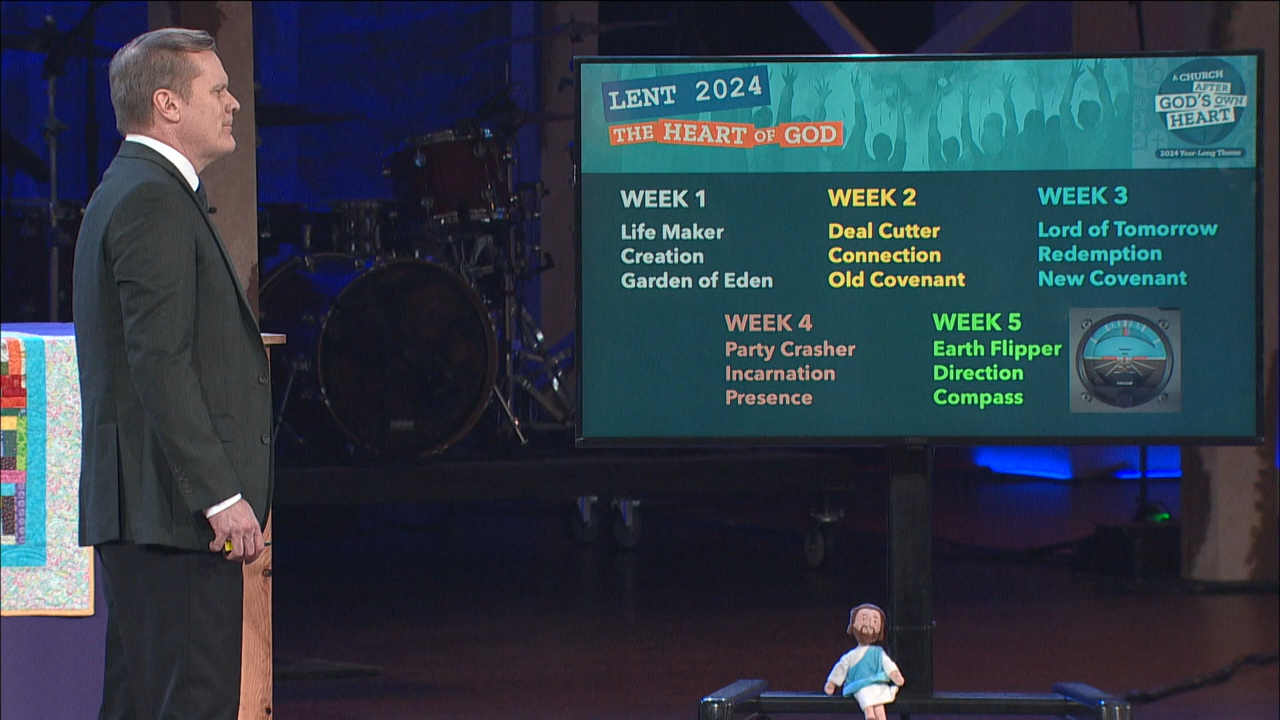 LENT 2024
THE HEART OF GOD
A CHURCH
AFTER
GOD'S OWN
HEART
2024 Year-Long Theme
WEEK 1
Life Maker
Creation
Garden of Eden
WEEK 2
Deal Cutter
Connection
Old Covenant
WEEK 3
Lord of Tomorrow
Redemption
New Covenant
WEEK 4
Party Crasher
Incarnation
Presence
WEEK 5
Earth Flipper
Direction
Compass